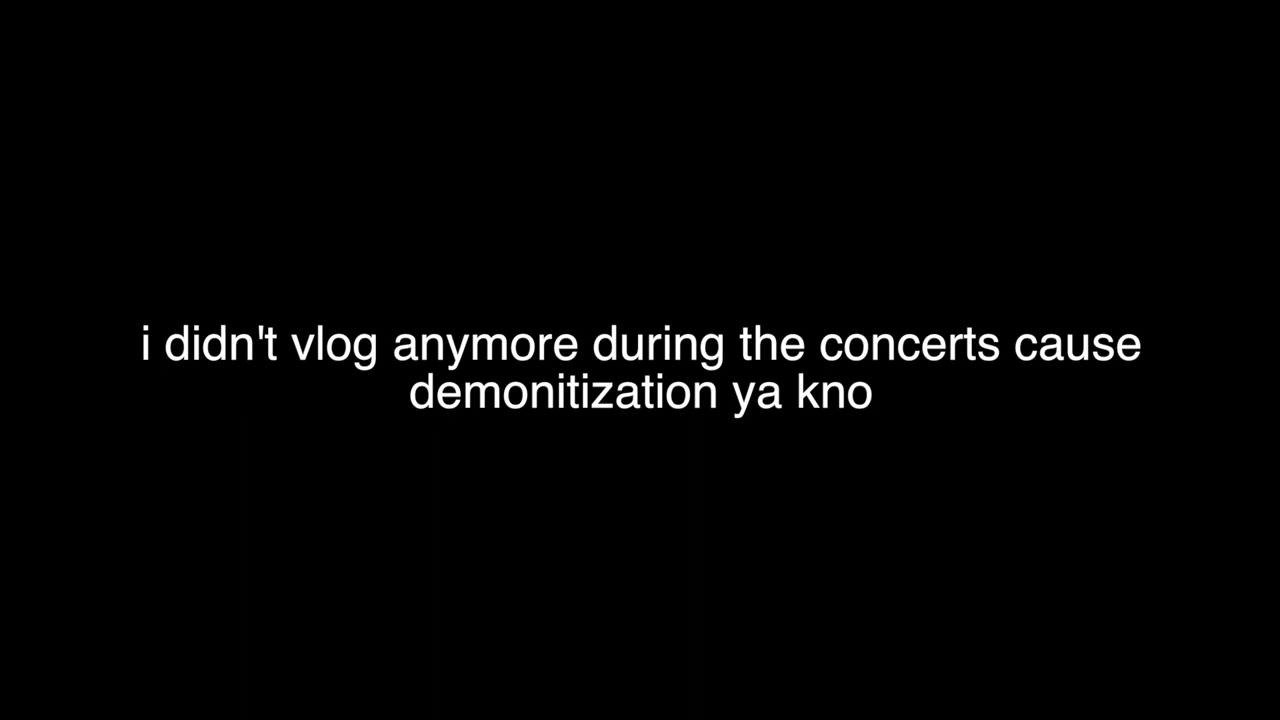 i didn't vlog anymore during the concerts cause
demonitization ya kno